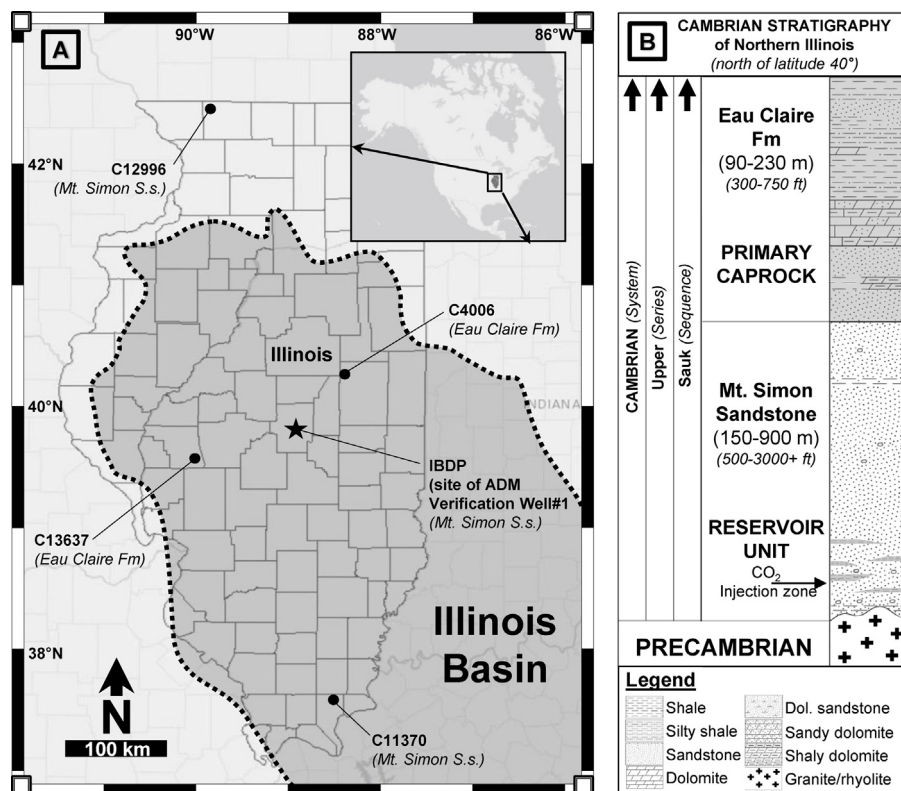 A
90°W
88°W
86°W
42°N
40°N
38°N
C12996
(Mt. Simon S.s.)
C4006
(Eau Claire Fm)
Illinois
INDIANA
IBDP
(site of ADM
Verification Well#1
(Mt. Simon S.s.)
C13637
(Eau Claire Fm)
Illinois
Basin
N
100 km
C11370
(Mt. Simon S.s.)
B
CAMBRIAN STRATIGRAPHY
of Northern Illinois
(north of latitude 40°)
CAMBRIAN (System)
Upper (Series)
Sauk (Sequence)
Eau Claire
Fm
(90-230 m)
(300-750 ft)
PRIMARY
CAPROCK
Mt. Simon
Sandstone
(150-900 m)
(500-3000+ ft)
RESERVOIR
UNIT
CO2
Injection zone
PRECAMBRIAN
Legend
Shale
Silty shale
Sandstone
Dolomite
Dol. sandstone
Sandy dolomite
Shaly dolomite
Granite/rhyolite